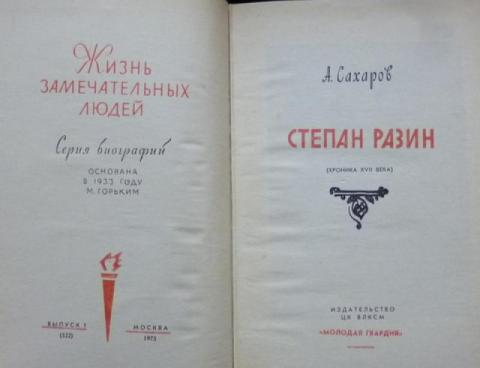 Жизнь
ЗАМЕЧАТЕЛЬНЫХ
ЛЮДЕЙ
Серия биографий
ОСНОВАНА
В 1933 ГОДУ
М. ГОРЬКИМ
ВЫПУСК 1
(522)
МОСКВА
1973
А. Сахаров
СТЕПАН РАЗИН
(ХРОНИКА XVII ВЕКА)
ИЗДАТЕЛЬСТВО
ЦК ВЛКСМ
«МОЛОДАЯ ГВАРДИЯ»